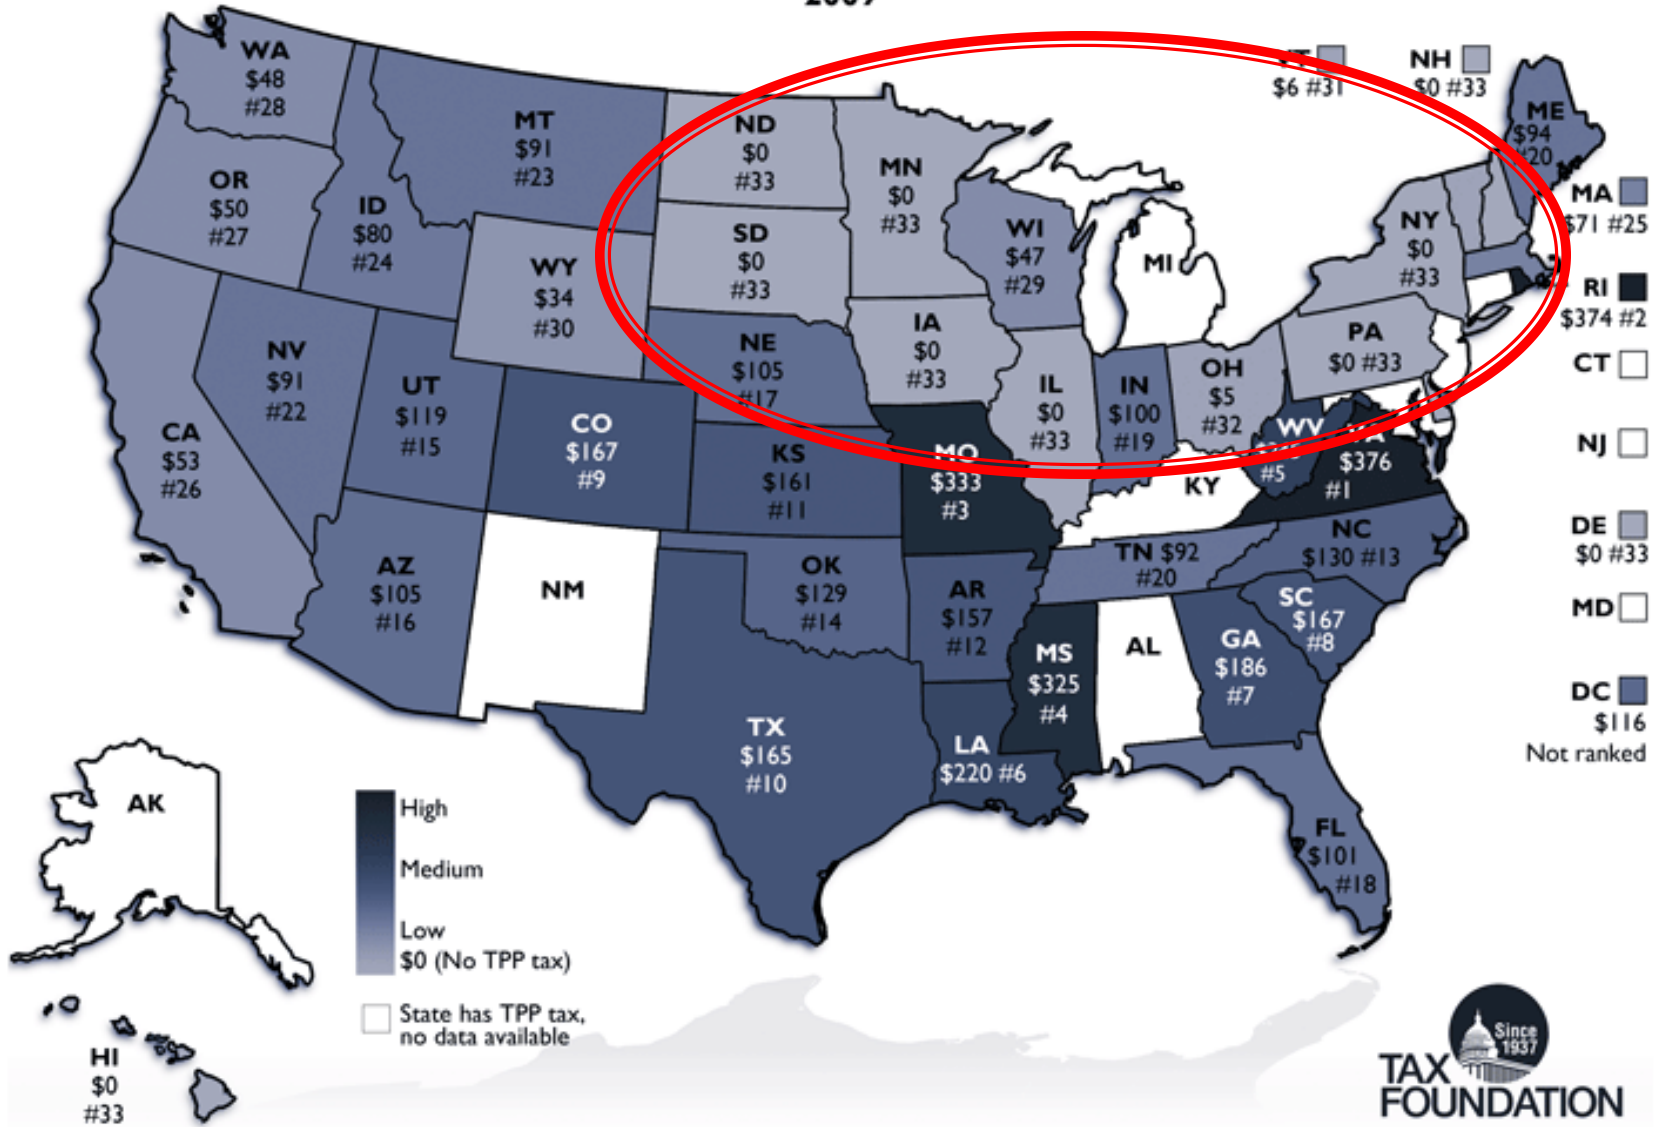 WA
$48
#28
OR
$50
#27
CA
$53
#26
ID
$80
#24
NV
$91
#22
MT
$91
#23
WY
$34
#30
UT
$119
#15
CO
$167
#9
AZ
$105
#16
NM
ND
$0
#33
SD
$0
#33
NE
$105
#17
KS
$161
#11
OK
$129
#14
TX
$165
#10
MN
$0
#33
IA
$0
#33
MO
$333
#3
AR
$157
#12
LA
$220 #6
WI
$47
#29
IL
$0
#33
MI
IN
$100
#19
OH
$5
#32
KY
TN $92
#20
MS
$325
#4
AL
GA
$186
#7
FL
$101
#18
SC
$167
#8
NC
$130 #13
VA
$376
#1
WV
#5
PA
$0 #33
NY
$0
#33
$6 #31
NH
$0 #33
ME
$94
#20
MA
$71 #25
RI
$374 #2
CT
NJ
DE
$0 #33
MD
DC
$116
Not ranked
AK
HI
$0
#33
High
Medium
Low
$0 (No TPP tax)
State has TPP tax,
no data available
Since
1937
TAX
FOUNDATION